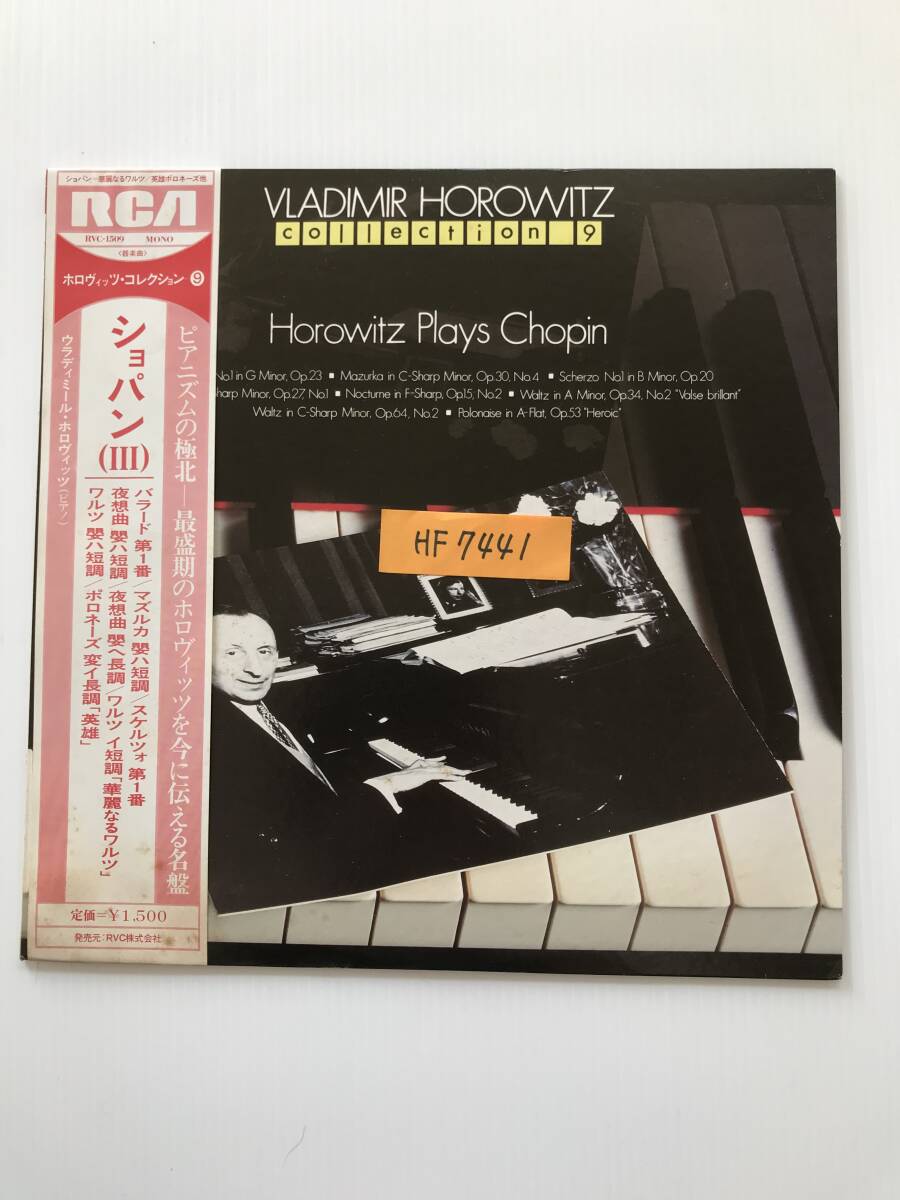 ショパン=華麗なるワルツ/英雄ポロネーズ他
RCA
RVC-1509 MONO
〈器楽曲〉
ホロヴィッツ・コレクション 9
ピアニズムの極北—最盛期のホロヴィッツを今に伝える名盤
ショパン(III)
バラード 第1番/マズルカ 嬰ハ短調/スケルツォ 第1番
夜想曲 嬰ハ短調/夜想曲 嬰ヘ長調/ワルツ イ短調「華麗なるワルツ」
ワルツ 嬰ハ短調/ポロネーズ 変イ長調「英雄」
ウラディミール・ホロヴィッツ(ピアノ)
定価=¥1,500
発売元:RVC株式会社
VLADIMIR HOROWITZ
collection 9
Horowitz Plays Chopin
No.1 in G Minor, Op.23 ▪ Mazurka in C-Sharp Minor, Op.30, No.4 ▪ Scherzo No.1 in B Minor, Op.20
harp Minor, Op.27, No.1 ▪ Nocturne in F-Sharp, Op.15, No.2 ▪ Waltz in A Minor, Op.34, No.2 "Valse brillant"
Waltz in C-Sharp Minor, Op.64, No.2 ▪ Polonaise in A-Flat, Op.53 "Heroic"
HF 7441